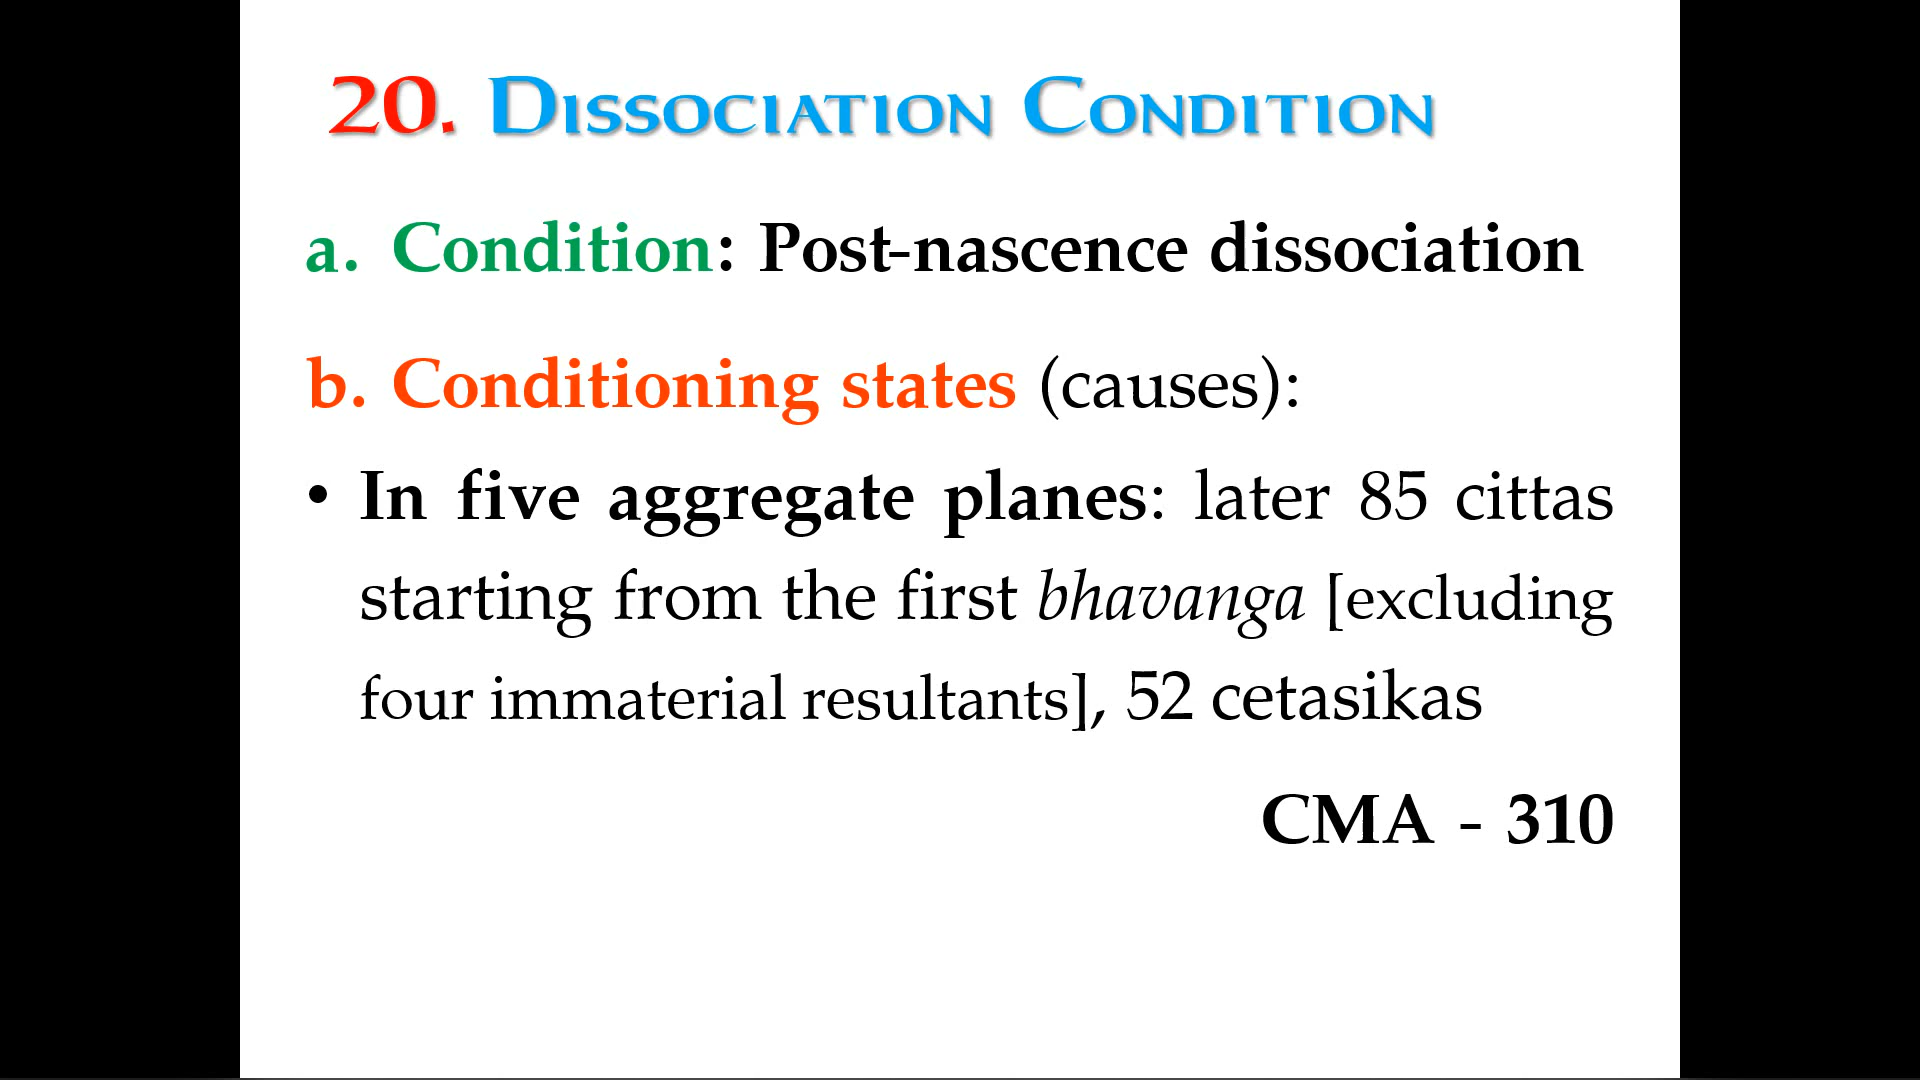 20. Dissociation Condition
a. Condition: Post-nascence dissociation
b. Conditioning states (causes):
• In five aggregate planes: later 85 cittas
starting from the first bhavanga [excluding
four immaterial resultants], 52 cetasikas
CMA - 310